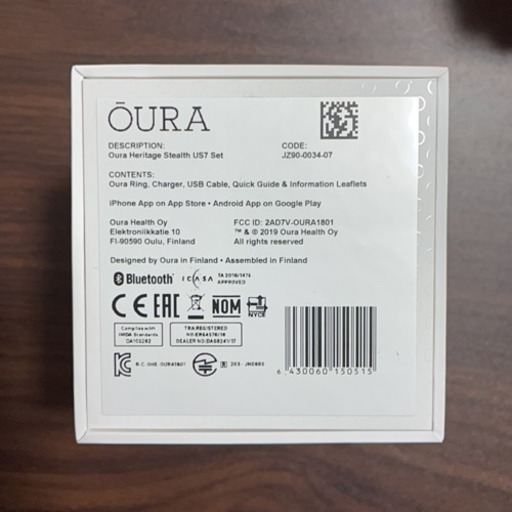 ŌURA
DESCRIPTION:
Oura Heritage Stealth US7 Set
CODE:
JZ90-0034-07
CONTENTS:
Oura Ring, Charger, USB Cable, Quick Guide & Information Leaflets
iPhone App on App Store • Android App on Google Play
Oura Health Oy
Elektroniikkatie 10
FI-90590 Oulu, Finland
FCC ID: 2AD7V-OURA1801
™ & © 2019 Oura Health Oy
All rights reserved
Designed by Oura in Finland • Assembled in Finland
Bluetooth®
ICASA
APPROVED
CE EAC NOM NYCE
Complies with
IMDA Standards
TRA REGISTERED
6 430060 150515